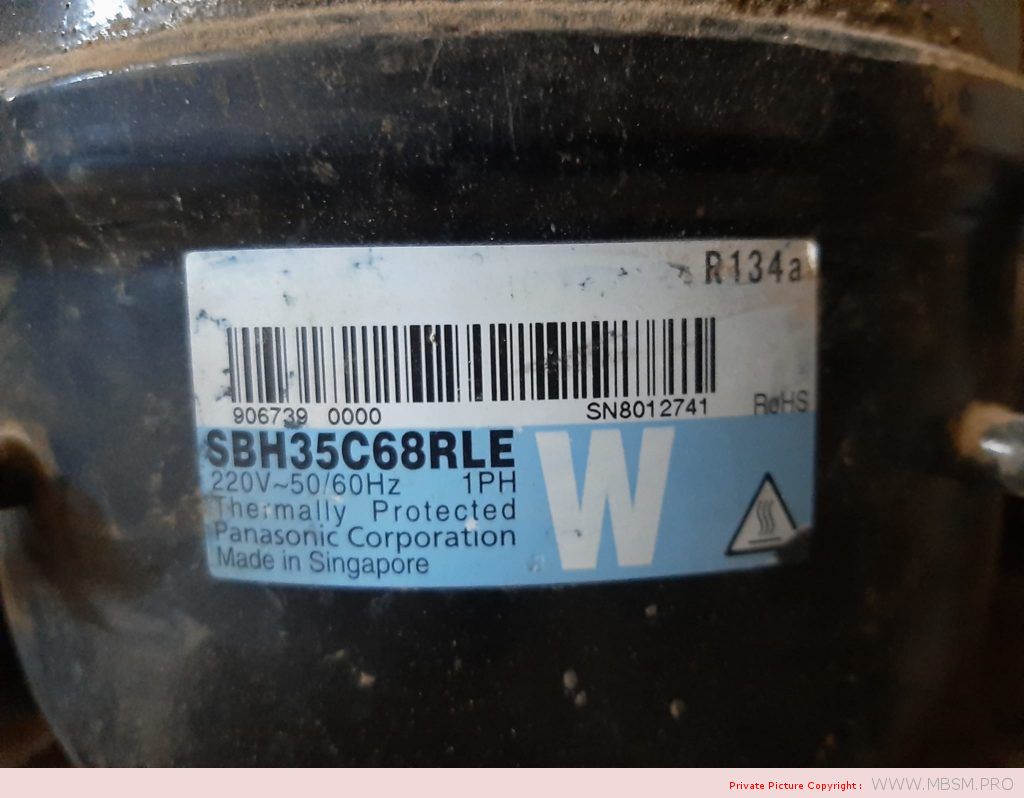 R134a
906739 0000 SN8012741 RoHS
SBH35C68RLE
220V~50/60Hz 1PH
Thermally Protected
Panasonic Corporation
Made in Singapore
W
Private Picture Copyright : WWW.MBSM.PRO